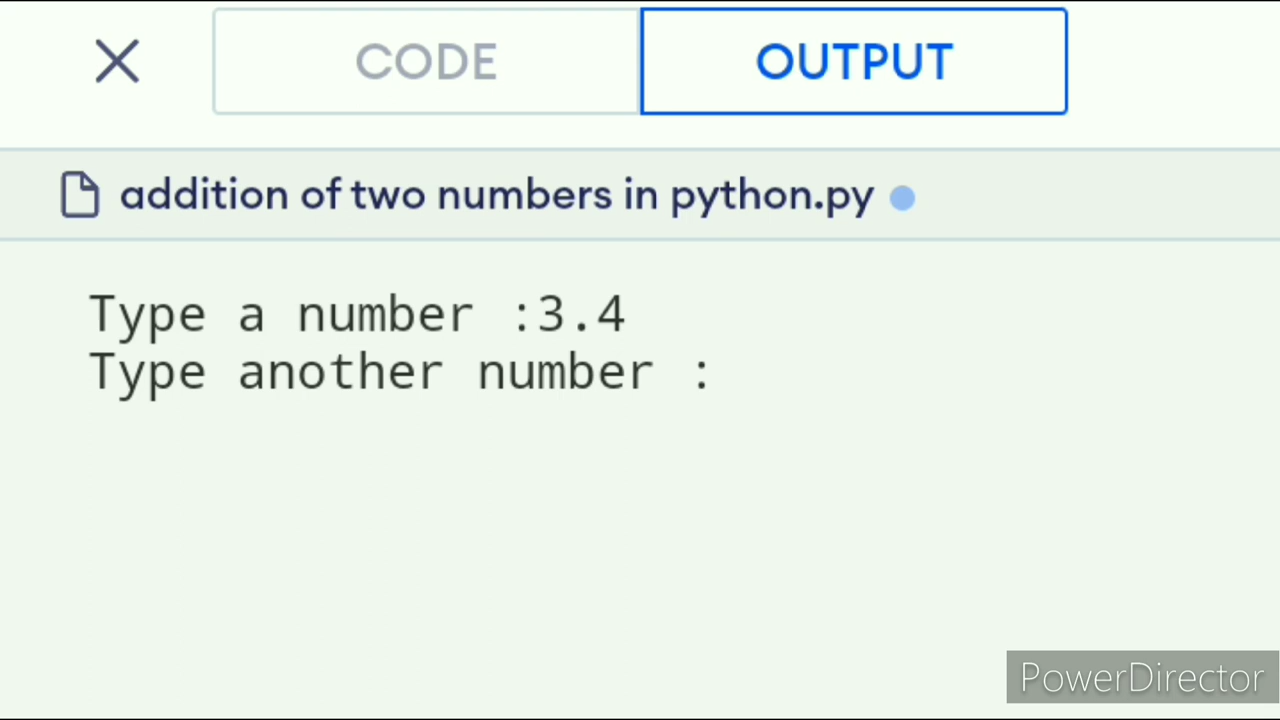 CODE
OUTPUT
addition of two numbers in python.py
Type a number :3.4
Type another number :
PowerDirector